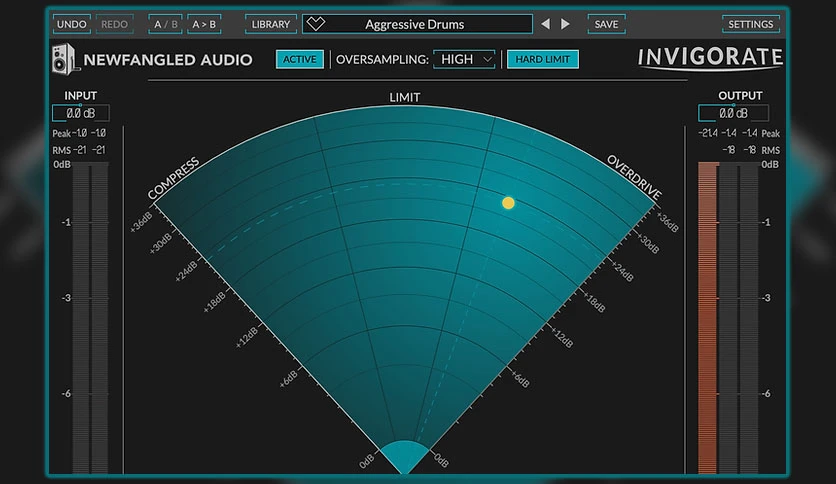 UNDO REDO A / B A > B LIBRARY Aggressive Drums SAVE SETTINGS
NEWFANGLED AUDIO ACTIVE OVERSAMPLING: HIGH HARD LIMIT INVIGORATE
INPUT
0.0 dB
Peak -1.0 -1.0
RMS -21 -21
0dB
-1
-3
-6
LIMIT
COMPRESS
OVERDRIVE
+36dB
+30dB
+24dB
+18dB
+12dB
+6dB
0dB
+36dB
+30dB
+24dB
+18dB
+12dB
+6dB
0dB
OUTPUT
0.0 dB
-21.4 -1.4 -1.4 Peak
-18 -18 RMS
0dB
-1
-3
-6